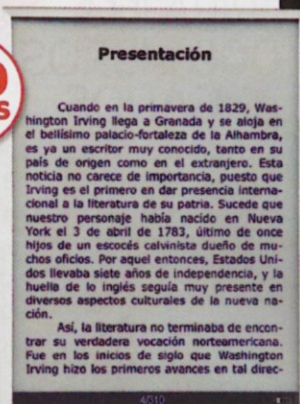 Presentación
Cuando en la primavera de 1829, Was-
hington Irving llega a Granada y se aloja en
el bellísimo palacio-fortaleza de la Alhambra,
es ya un escritor muy conocido, tanto en su
país de origen como en el extranjero. Esta
noticia no carece de importancia, puesto que
Irving es el primero en dar presencia interna-
cional a la literatura de su patria. Sucede que
nuestro personaje había nacido en Nueva
York el 3 de abril de 1783, último de once
hijos de un escocés calvinista dueño de mu-
chos oficios. Por aquel entonces, Estados Uni-
dos llevaba siete años de independencia, y la
huella de lo inglés seguía muy presente en
diversos aspectos culturales de la nueva na-
ción.
Así, la literatura no terminaba de encon-
trar su verdadera vocación norteamericana.
Fue en los inicios de siglo que Washington
Irving hizo los primeros avances en tal direc-
4/310